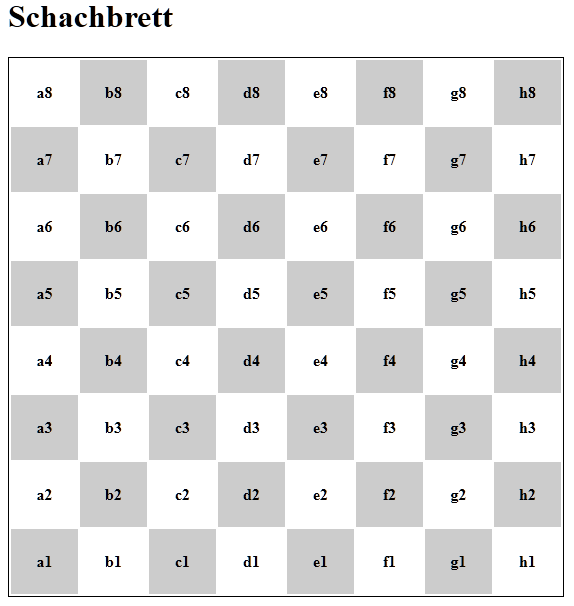 Schachbrett
a8 b8 c8 d8 e8 f8 g8 h8
a7 b7 c7 d7 e7 f7 g7 h7
a6 b6 c6 d6 e6 f6 g6 h6
a5 b5 c5 d5 e5 f5 g5 h5
a4 b4 c4 d4 e4 f4 g4 h4
a3 b3 c3 d3 e3 f3 g3 h3
a2 b2 c2 d2 e2 f2 g2 h2
a1 b1 c1 d1 e1 f1 g1 h1